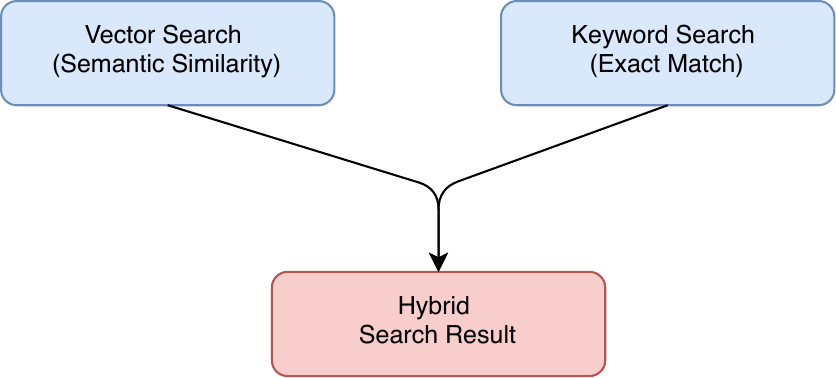 Vector Search
(Semantic Similarity)
Keyword Search
(Exact Match)
Hybrid
Search Result